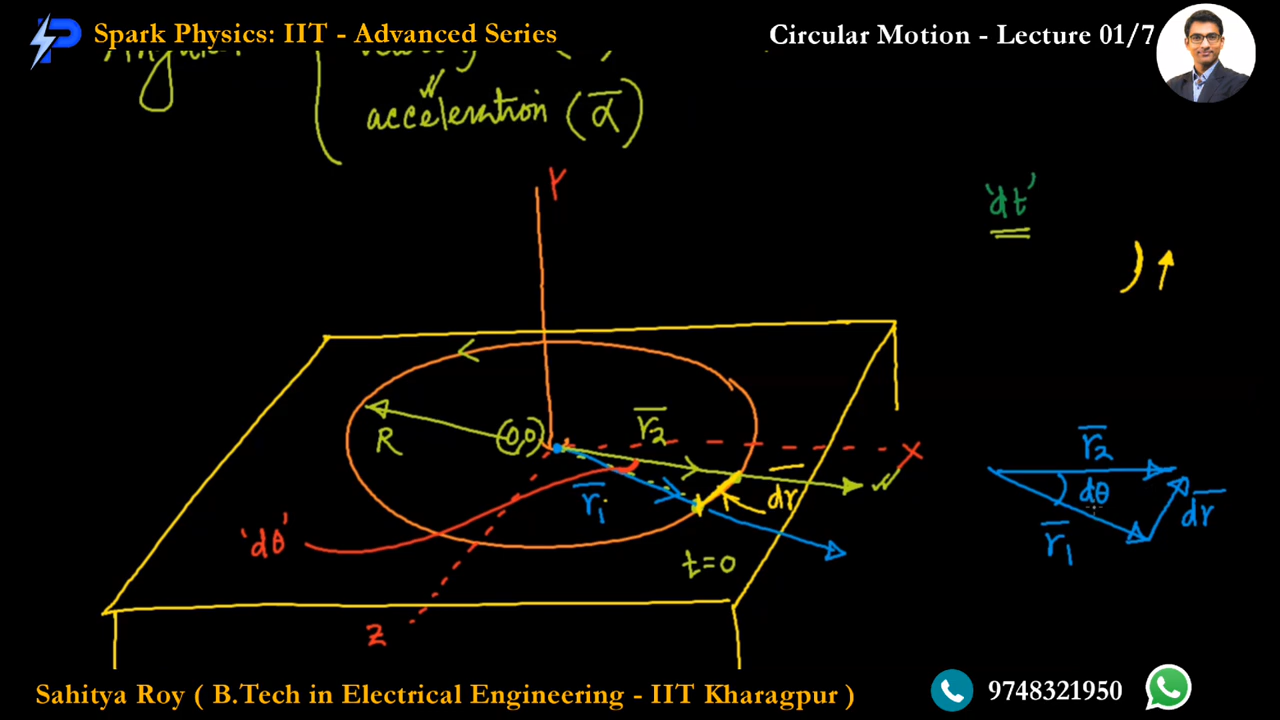 Spark Physics: IIT - Advanced Series
Circular Motion - Lecture 01/7
Angular
acceleration (α̅)
Y
'dt'
(0,0)
r̅₂
R
X
r̅₁
dr̅
'dθ'
t=0
Z
r̅₂
dθ
r̅₁
dr̅
Sahitya Roy ( B.Tech in Electrical Engineering - IIT Kharagpur )
9748321950